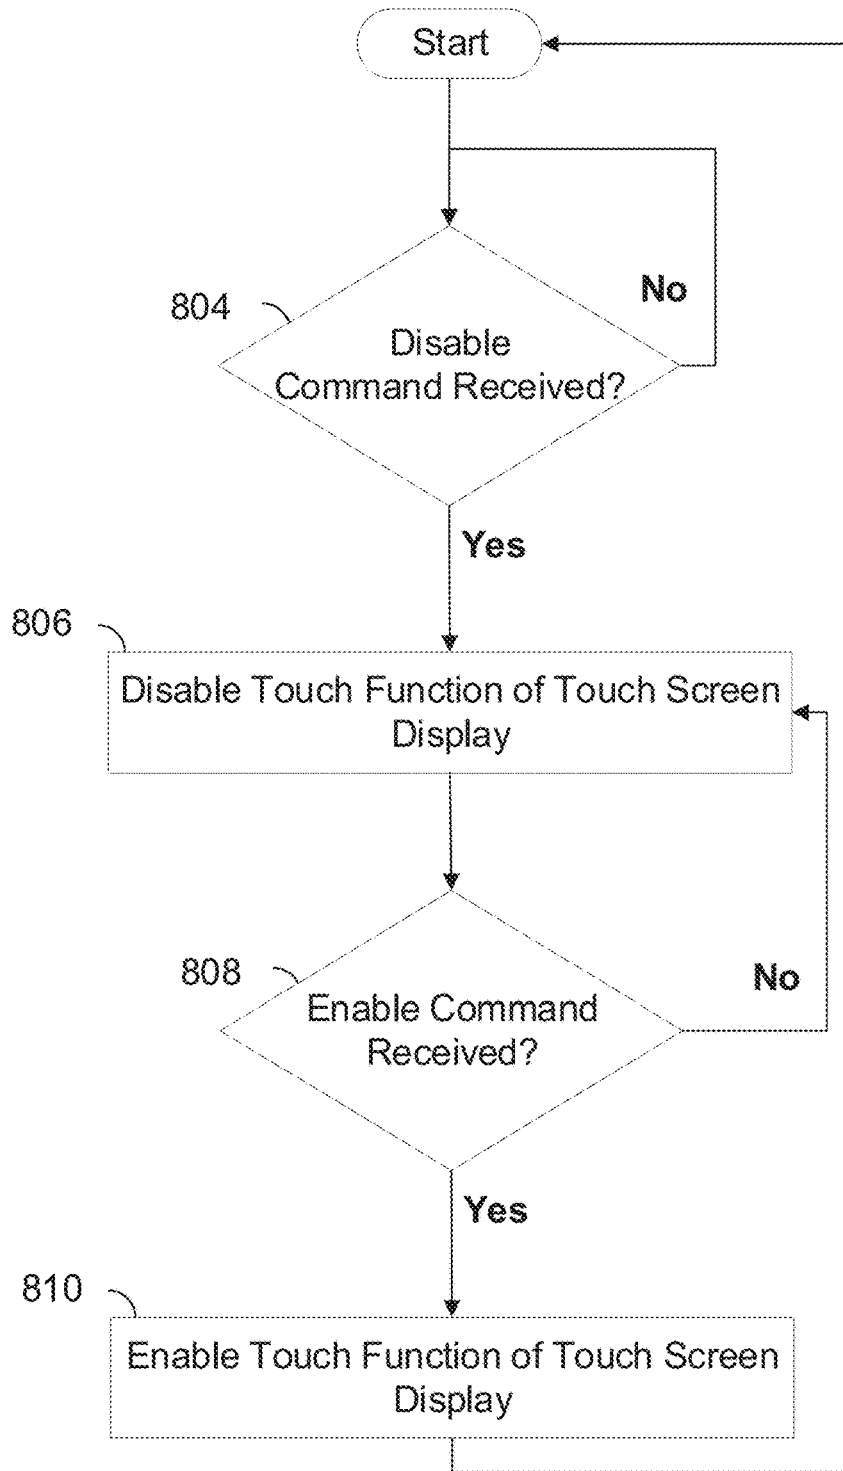 Start
804
No
Disable
Command Received?
Yes
806
Disable Touch Function of Touch Screen
Display
808
No
Enable Command
Received?
Yes
810
Enable Touch Function of Touch Screen
Display